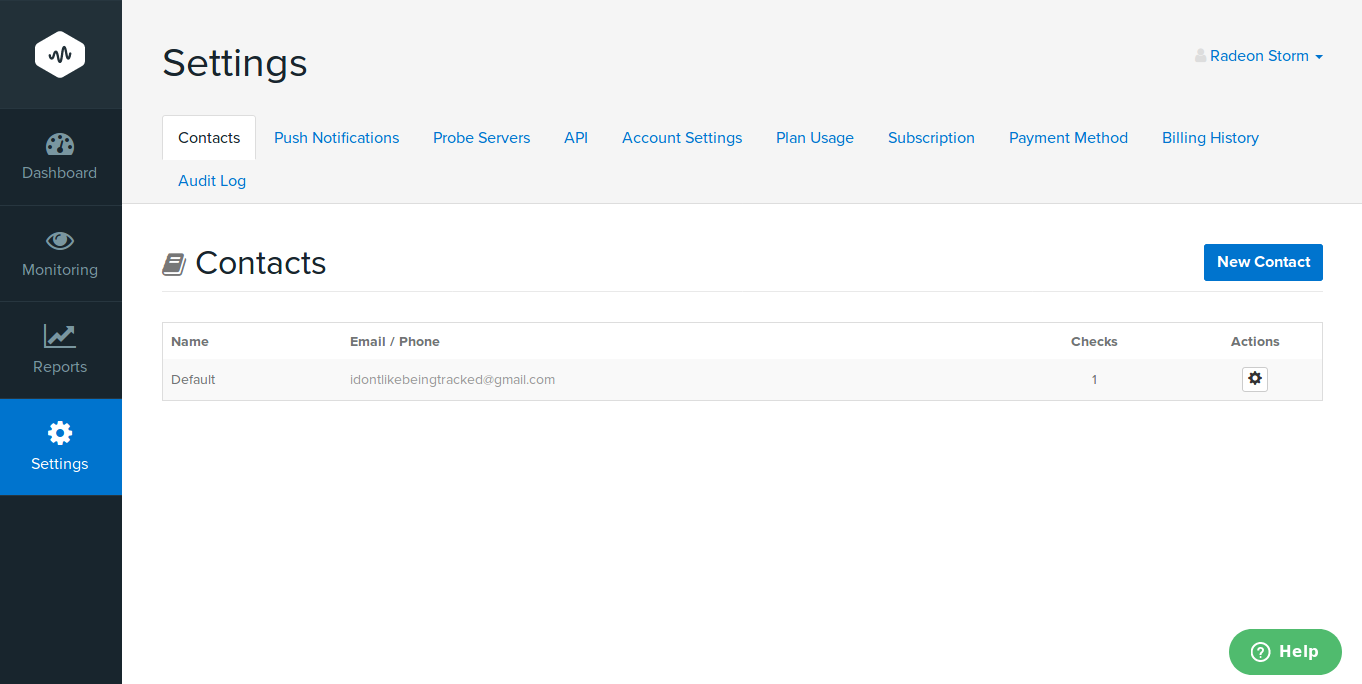 Settings
Radeon Storm
Contacts Push Notifications Probe Servers API Account Settings Plan Usage Subscription Payment Method Billing History
Audit Log
Dashboard
Monitoring
Reports
Settings
Contacts
New Contact
Name Email / Phone Checks Actions
Default idontlikebeingtracked@gmail.com 1
Help